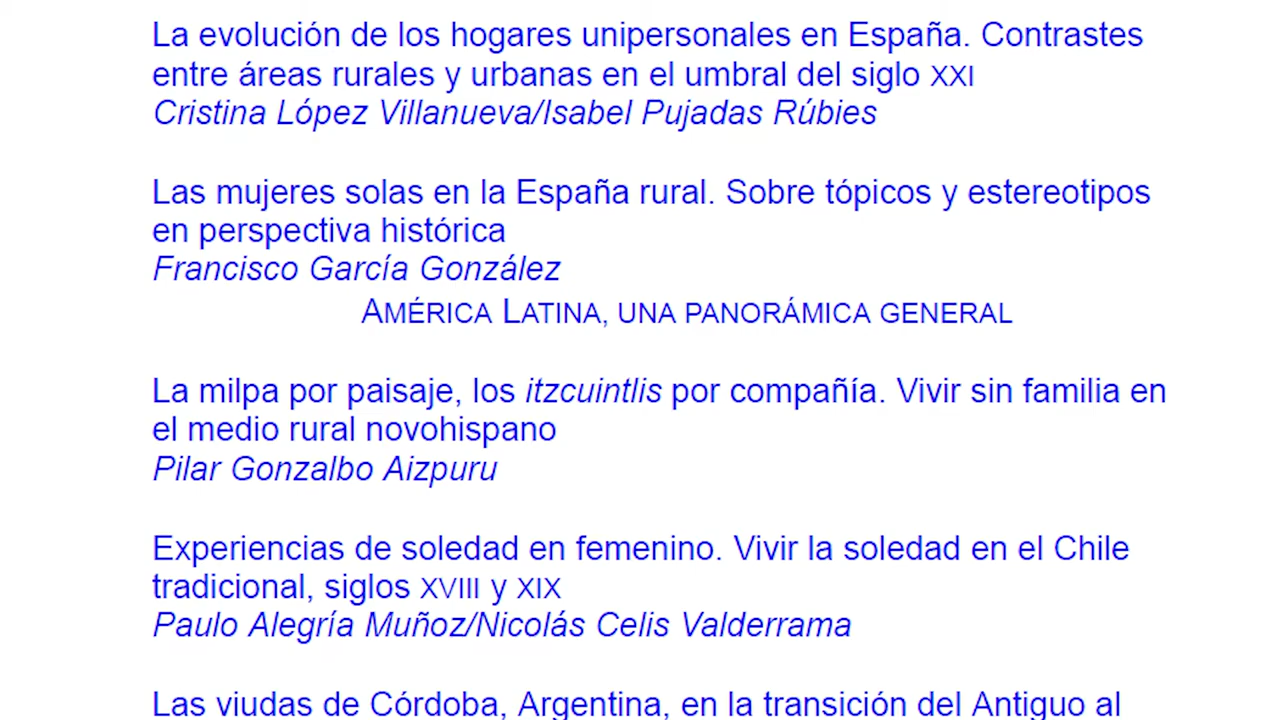 La evolución de los hogares unipersonales en España. Contrastes
entre áreas rurales y urbanas en el umbral del siglo XXI
Cristina López Villanueva/Isabel Pujadas Rúbies
Las mujeres solas en la España rural. Sobre tópicos y estereotipos
en perspectiva histórica
Francisco García González
AMÉRICA LATINA, UNA PANORÁMICA GENERAL
La milpa por paisaje, los itzcuintlis por compañía. Vivir sin familia en
el medio rural novohispano
Pilar Gonzalbo Aizpuru
Experiencias de soledad en femenino. Vivir la soledad en el Chile
tradicional, siglos XVIII y XIX
Paulo Alegría Muñoz/Nicolás Celis Valderrama
Las viudas de Córdoba, Argentina, en la transición del Antiguo al